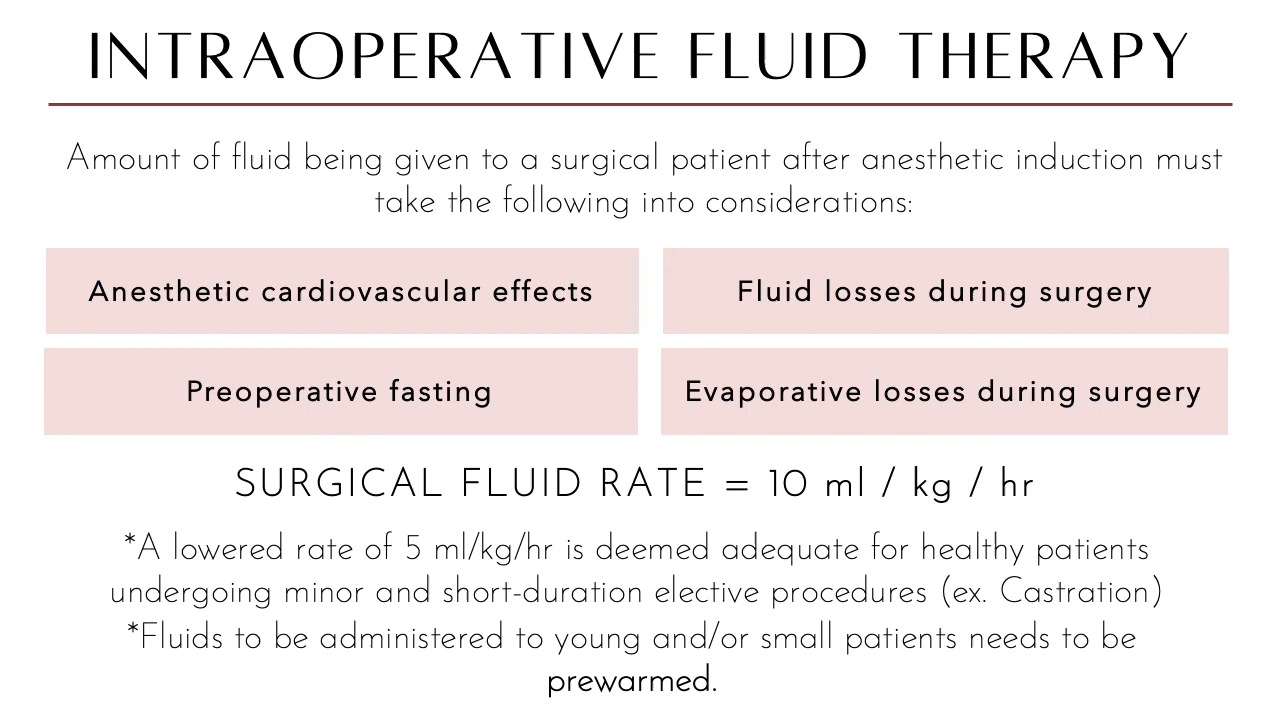 INTRAOPERATIVE FLUID THERAPY
Amount of fluid being given to a surgical patient after anesthetic induction must
take the following into considerations:
Anesthetic cardiovascular effects
Fluid losses during surgery
Preoperative fasting
Evaporative losses during surgery
SURGICAL FLUID RATE = 10 ml / kg / hr
*A lowered rate of 5 ml/kg/hr is deemed adequate for healthy patients
undergoing minor and short-duration elective procedures (ex. Castration)
*Fluids to be administered to young and/or small patients needs to be
prewarmed.